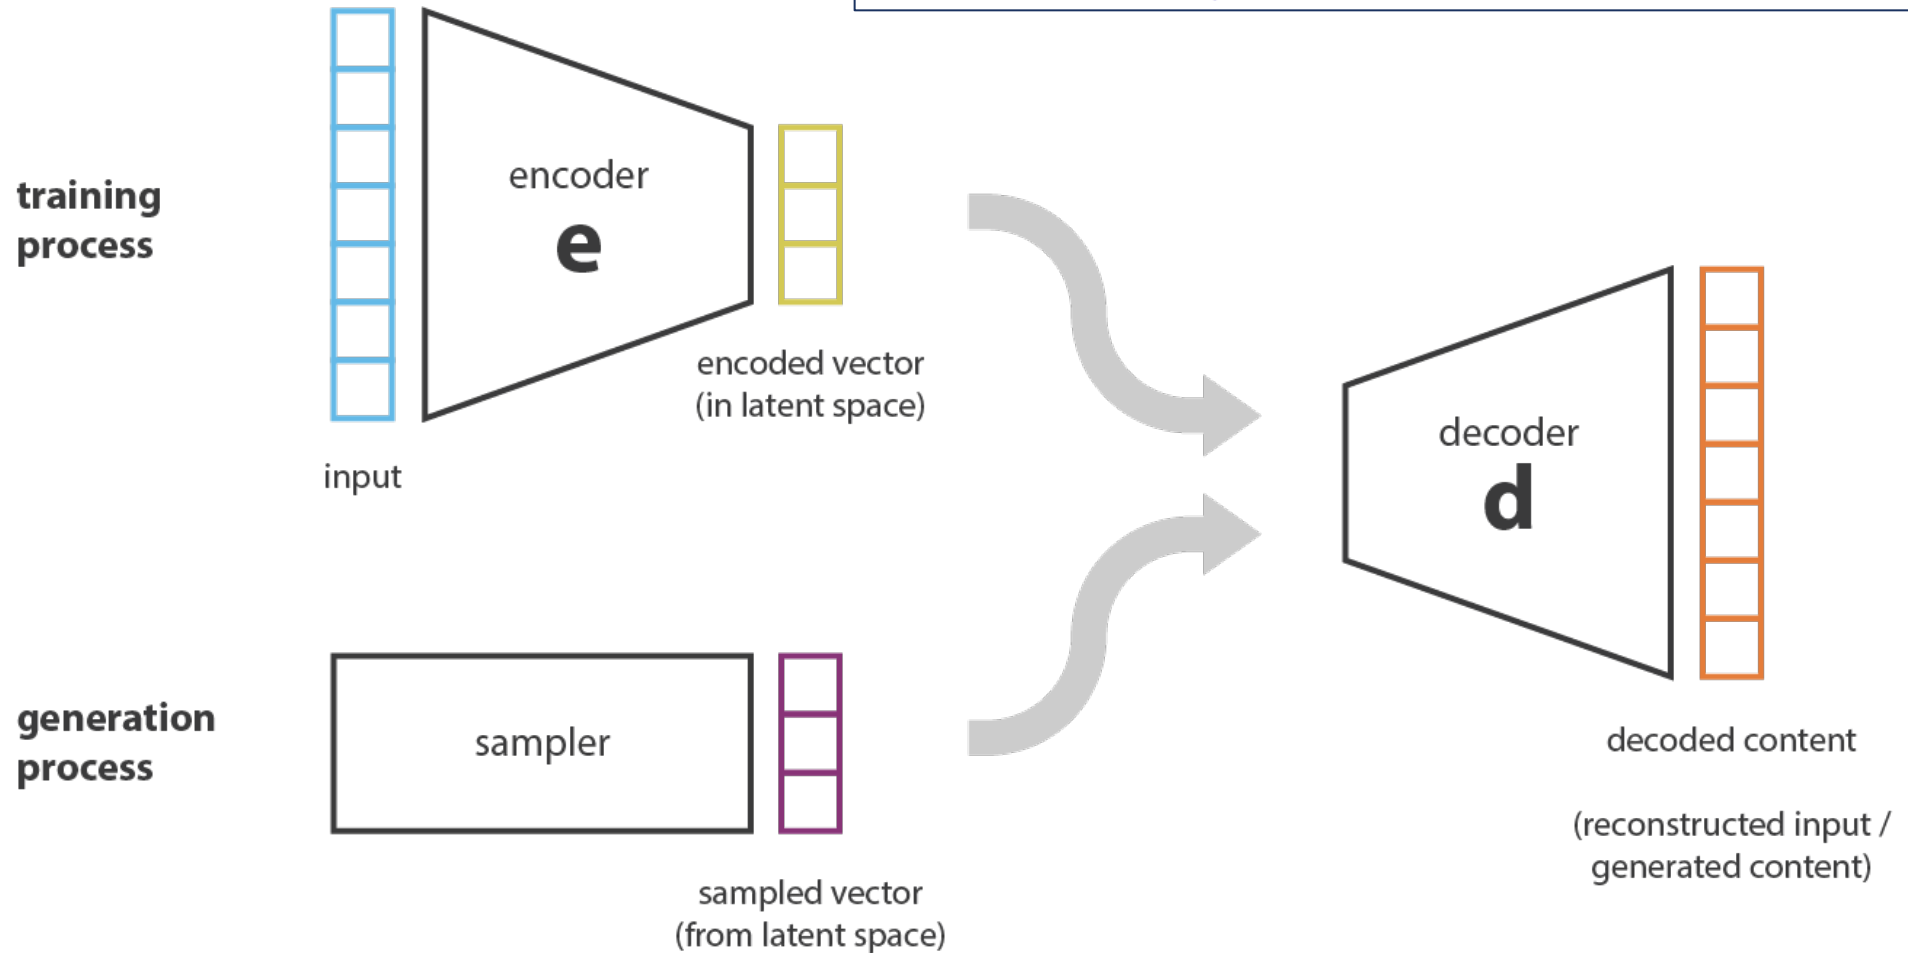 training
process
encoder
e
encoded vector
(in latent space)
input
decoder
d
generation
process
sampler
sampled vector
(from latent space)
decoded content
(reconstructed input /
generated content)